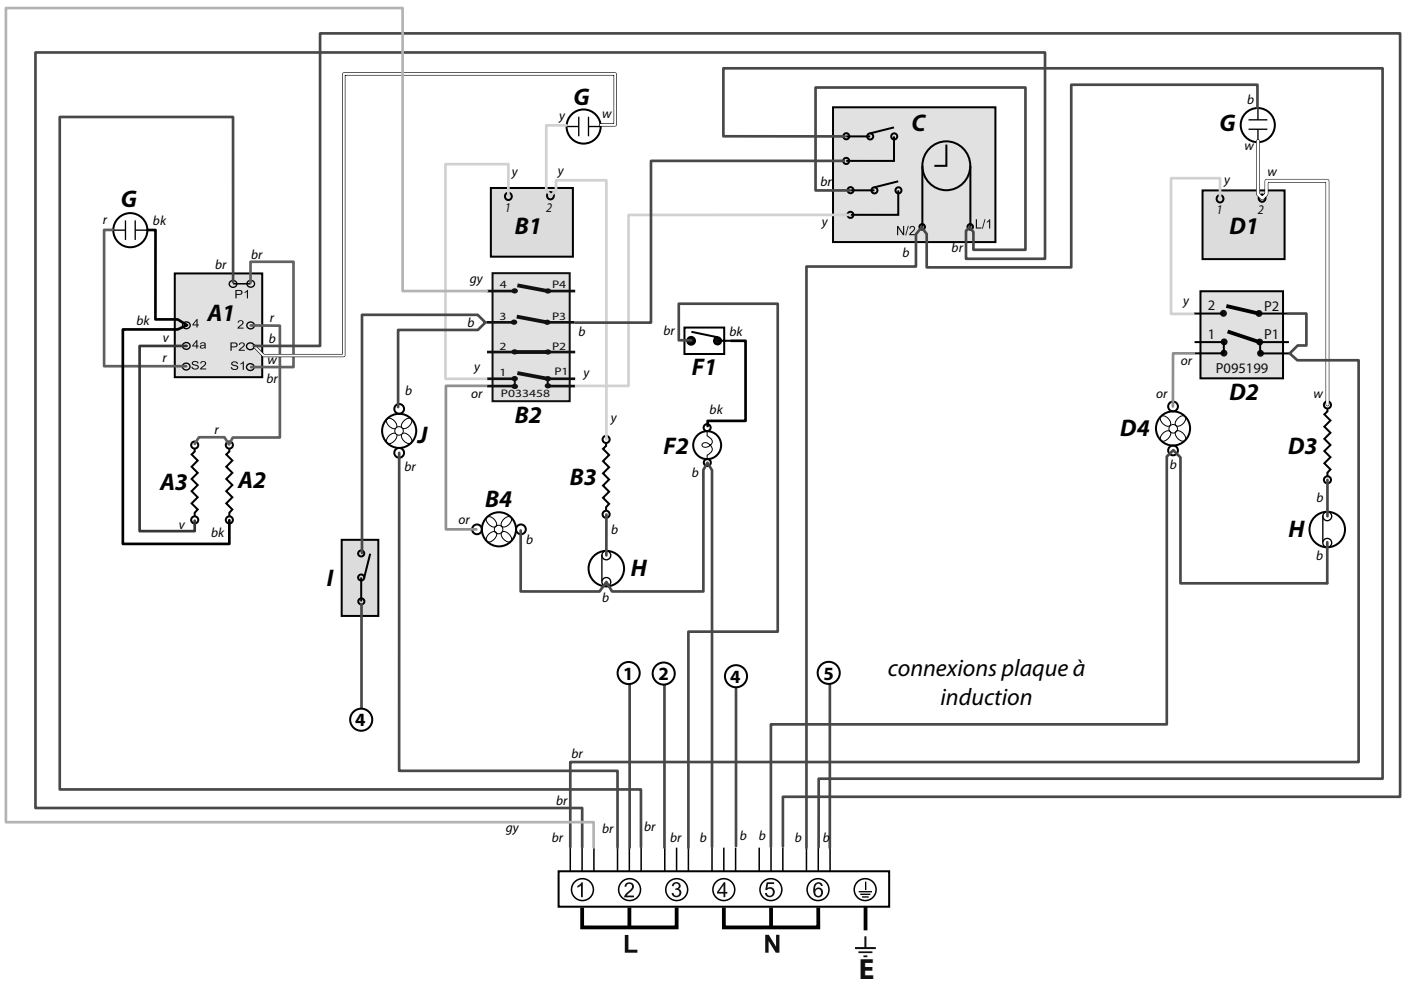 G
y
w
b
G
w
C
br
y
N/2
L/1
b
br
y
y
1
2
B1
y
w
1
2
D1
G
r
bk
br
br
P1
A1
bk
4
2
r
v
4a
P2
b
r
S2
S1
w
br
gy
4
P4
b
3
P3
b
2
P2
y
1
P1
y
or
P033458
B2
br
bk
F1
y
2
P2
1
P1
or
P095199
D2
b
J
br
bk
F2
b
y
B3
b
or
B4
b
H
b
or
D4
b
w
D3
b
H
b
r
A3
A2
v
bk
I
4
1
2
4
5
connexions plaque à
induction
br
br
gy
br
br
br
br
b
b
b
b
b
1
2
3
4
5
6
L
N
E